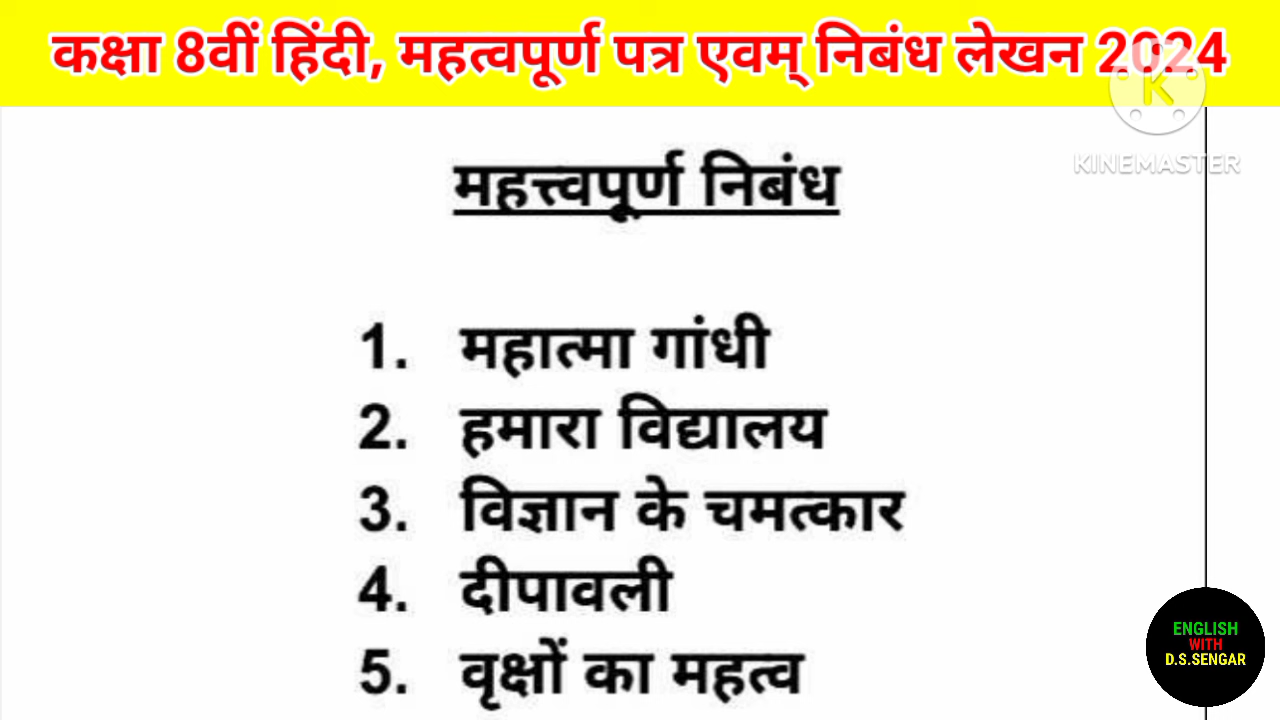 कक्षा 8वीं हिंदी, महत्वपूर्ण पत्र एवम् निबंध लेखन 2024
KINEMASTER
महत्त्वपूर्ण निबंध
1. महात्मा गांधी
2. हमारा विद्यालय
3. विज्ञान के चमत्कार
4. दीपावली
5. वृक्षों का महत्व
ENGLISH
WITH
D.S.SENGAR